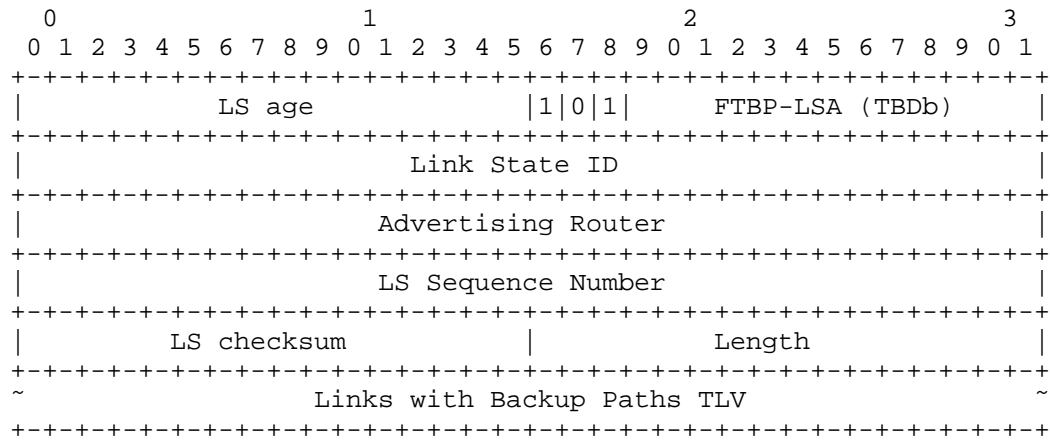 0                   1                   2                   3
 0 1 2 3 4 5 6 7 8 9 0 1 2 3 4 5 6 7 8 9 0 1 2 3 4 5 6 7 8 9 0 1
+-+-+-+-+-+-+-+-+-+-+-+-+-+-+-+-+-+-+-+-+-+-+-+-+-+-+-+-+-+-+-+-+
|            LS age             |1|0|1|     FTBP-LSA (TBDb)     |
+-+-+-+-+-+-+-+-+-+-+-+-+-+-+-+-+-+-+-+-+-+-+-+-+-+-+-+-+-+-+-+-+
|                        Link State ID                          |
+-+-+-+-+-+-+-+-+-+-+-+-+-+-+-+-+-+-+-+-+-+-+-+-+-+-+-+-+-+-+-+-+
|                      Advertising Router                       |
+-+-+-+-+-+-+-+-+-+-+-+-+-+-+-+-+-+-+-+-+-+-+-+-+-+-+-+-+-+-+-+-+
|                      LS Sequence Number                       |
+-+-+-+-+-+-+-+-+-+-+-+-+-+-+-+-+-+-+-+-+-+-+-+-+-+-+-+-+-+-+-+-+
|         LS checksum           |           Length              |
+-+-+-+-+-+-+-+-+-+-+-+-+-+-+-+-+-+-+-+-+-+-+-+-+-+-+-+-+-+-+-+-+
~                  Links with Backup Paths TLV                  ~
+-+-+-+-+-+-+-+-+-+-+-+-+-+-+-+-+-+-+-+-+-+-+-+-+-+-+-+-+-+-+-+-+